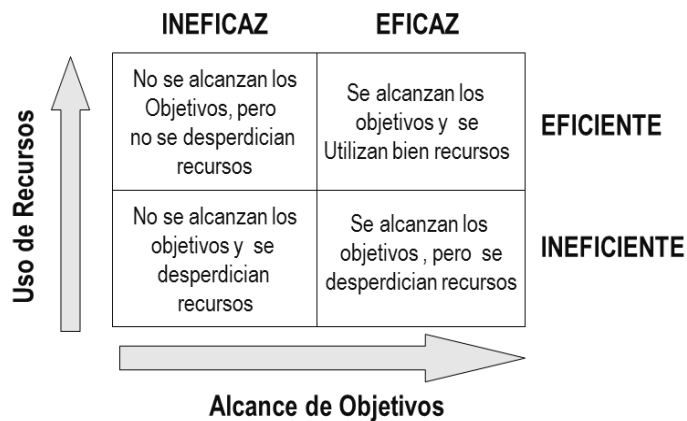 INEFICAZ
EFICAZ
No se alcanzan los
Objetivos, pero
no se desperdician
recursos
Se alcanzan los
objetivos y se
Utilizan bien recursos
EFICIENTE
No se alcanzan los
objetivos y se
desperdician
recursos
Se alcanzan los
objetivos , pero se
desperdician recursos
INEFICIENTE
Uso de Recursos
Alcance de Objetivos